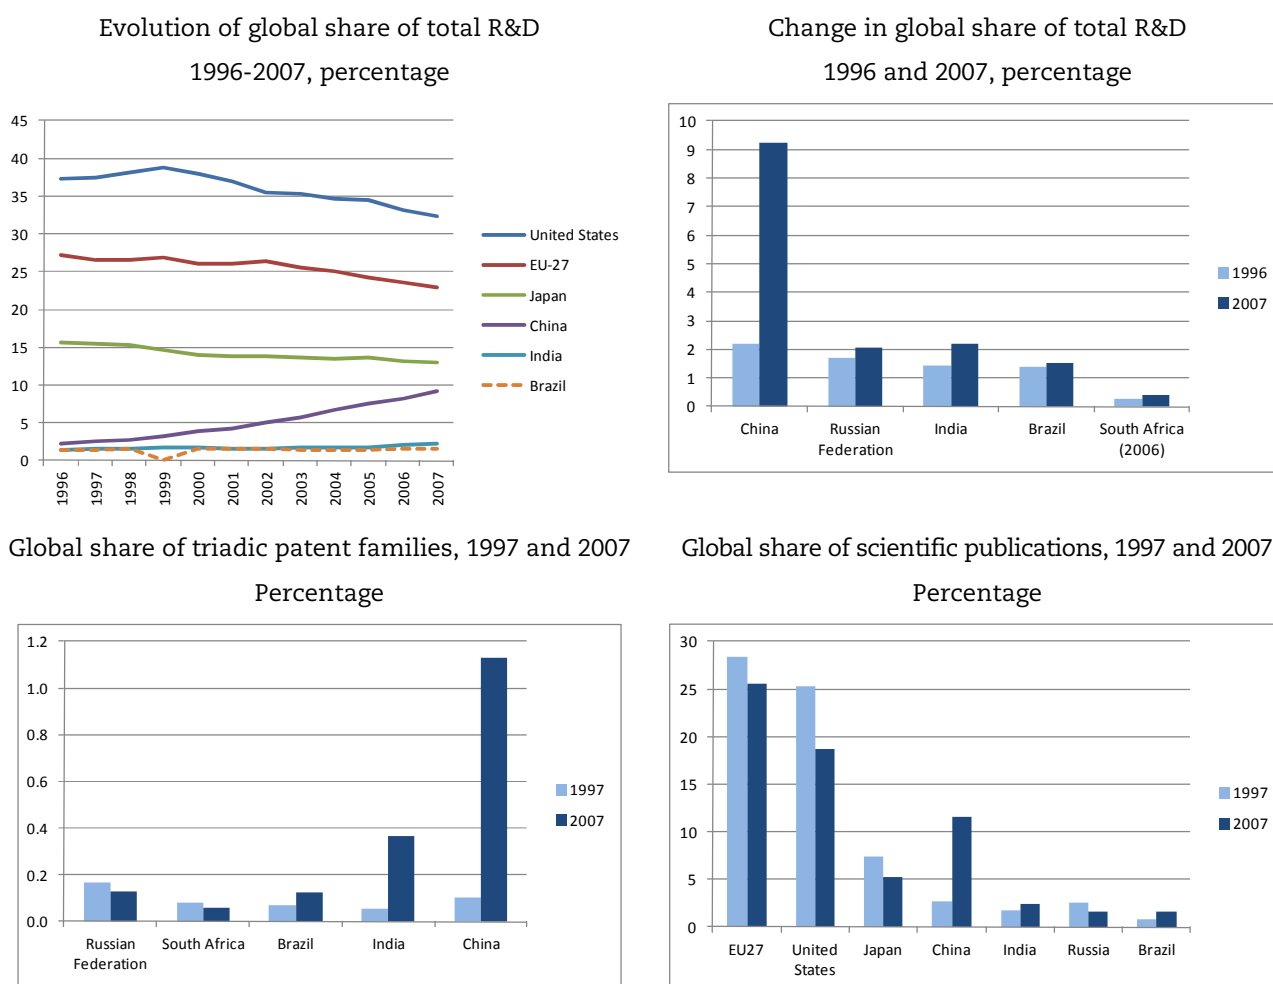 Evolution of global share of total R&D
1996-2007, percentage
45
40
35
30
25
20
15
10
5
0
1996
1997
1998
1999
2000
2001
2002
2003
2004
2005
2006
2007
United States
EU-27
Japan
China
India
Brazil
Change in global share of total R&D
1996 and 2007, percentage
10
9
8
7
6
5
4
3
2
1
0
China
Russian
Federation
India
Brazil
South Africa
(2006)
1996
2007
Global share of triadic patent families, 1997 and 2007
Percentage
1.2
1.0
0.8
0.6
0.4
0.2
0.0
Russian
Federation
South Africa
Brazil
India
China
1997
2007
Global share of scientific publications, 1997 and 2007
Percentage
30
25
20
15
10
5
0
EU27
United
States
Japan
China
India
Russia
Brazil
1997
2007